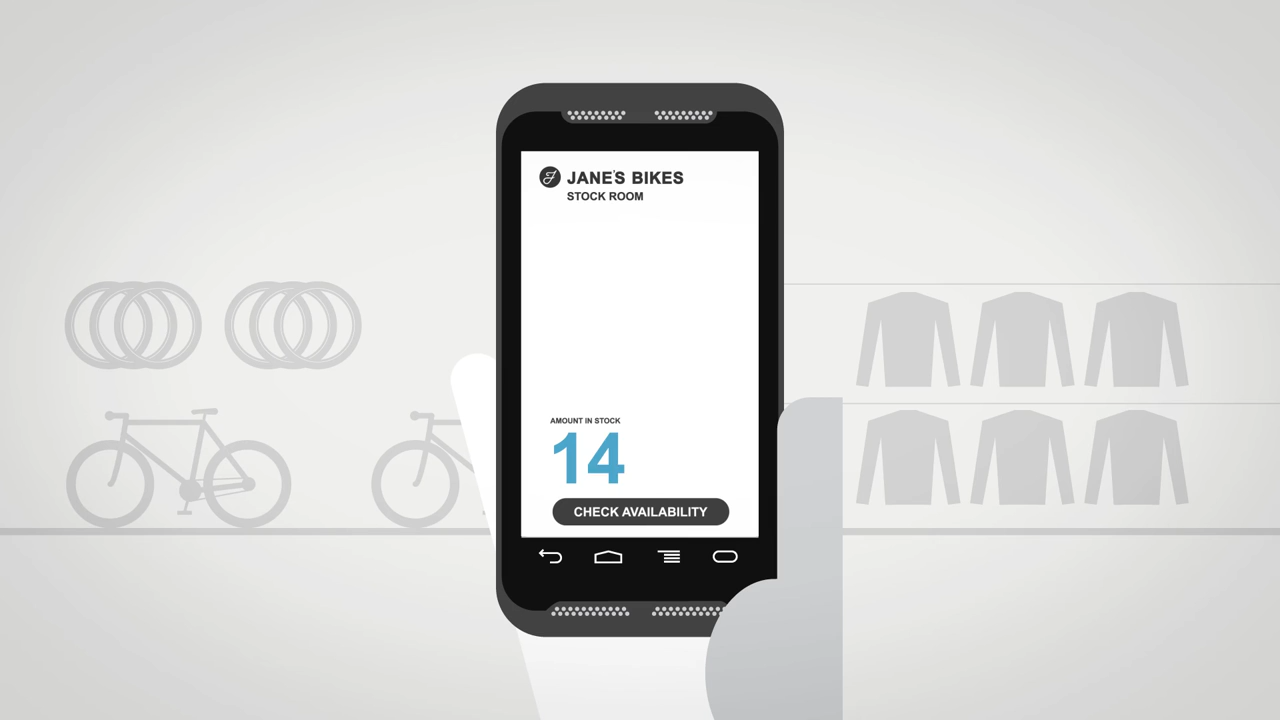 JANE'S BIKES
STOCK ROOM
AMOUNT IN STOCK
14
CHECK AVAILABILITY